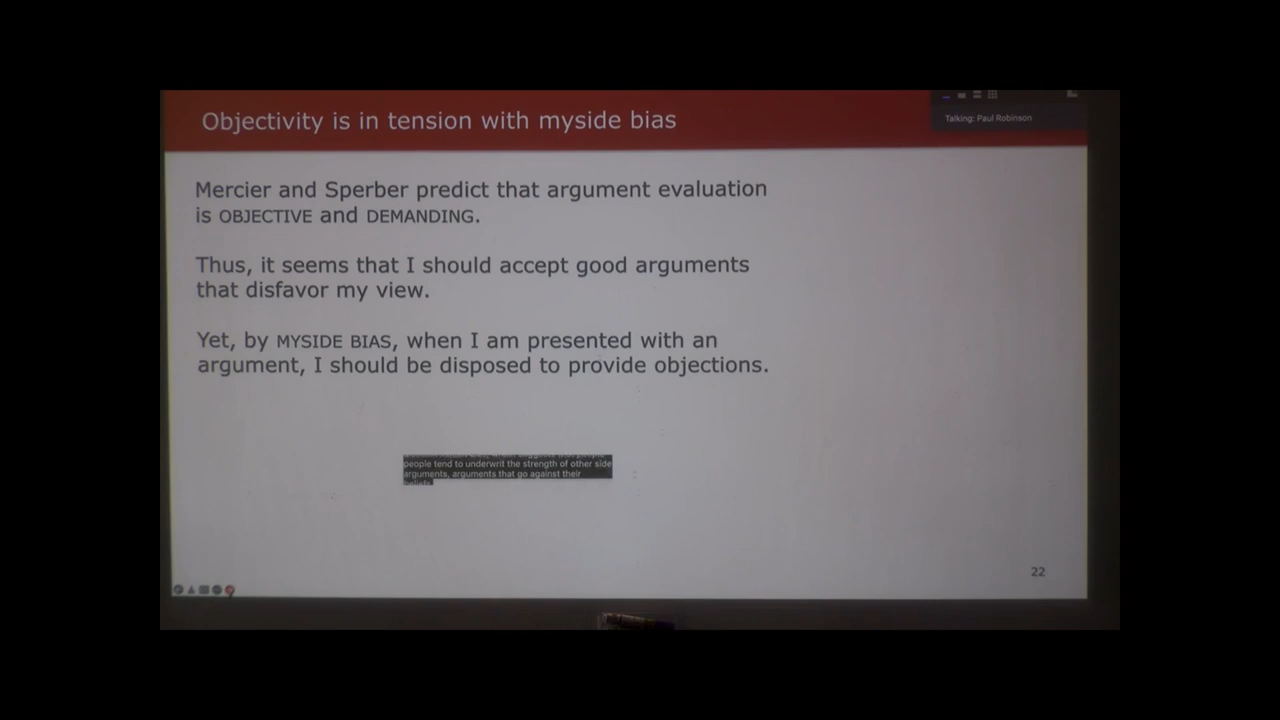 Objectivity is in tension with myside bias
Talking: Paul Robinson
Mercier and Sperber predict that argument evaluation
is OBJECTIVE and DEMANDING.
Thus, it seems that I should accept good arguments
that disfavor my view.
Yet, by MYSIDE BIAS, when I am presented with an
argument, I should be disposed to provide objections.
people tend to underwrit the strength of other side
arguments, arguments that go against their
22